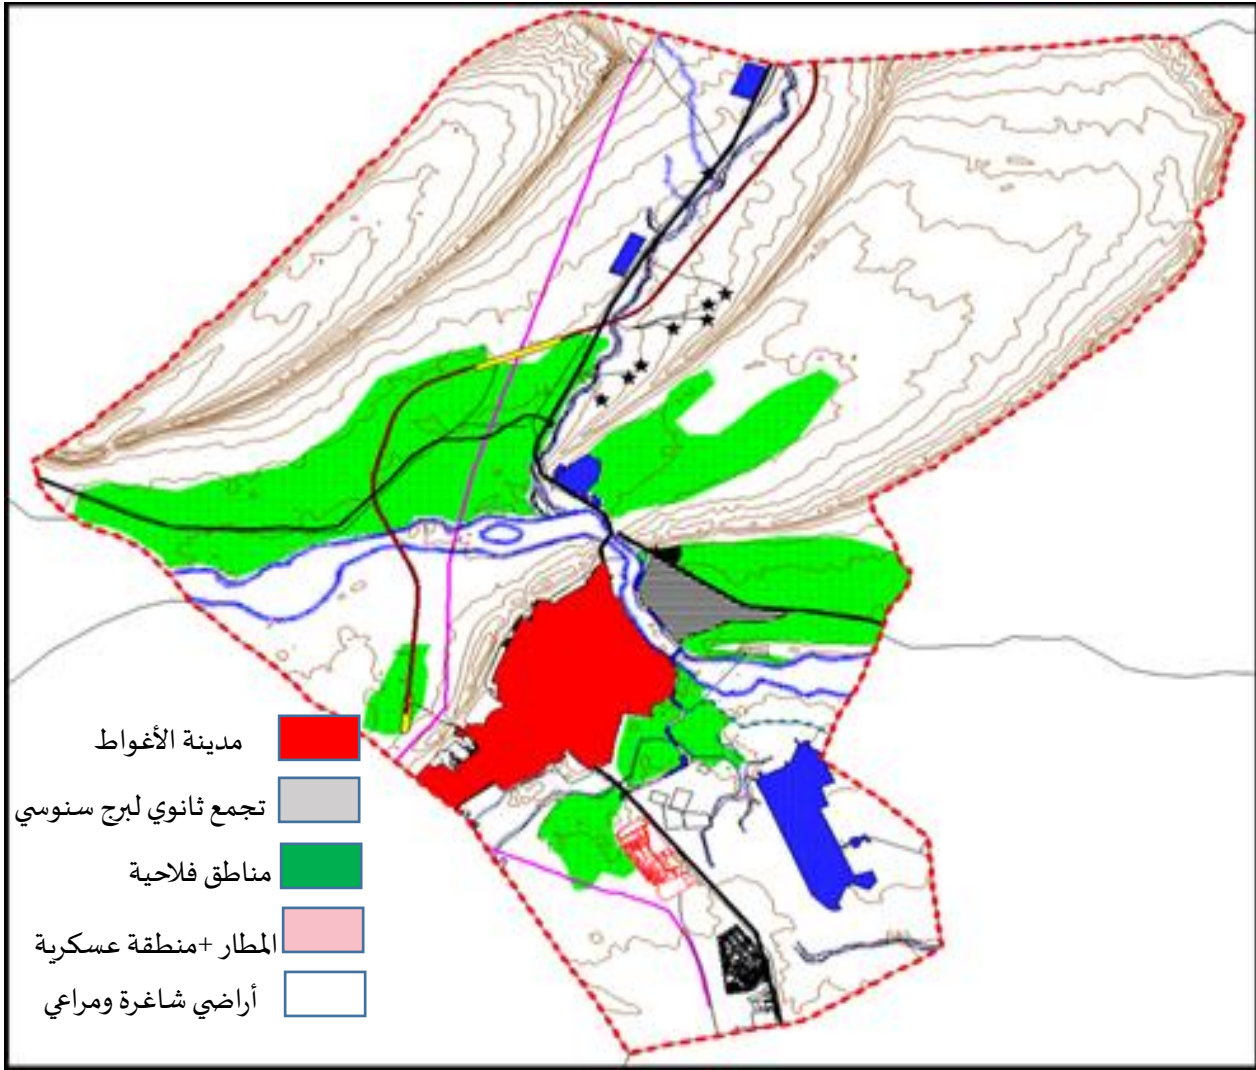 مدينة الأغواط
تجمع ثانوي لبرج سنوسي
مناطق فلاحية
المطار +منطقة عسكرية
أراضي شاغرة ومراعي